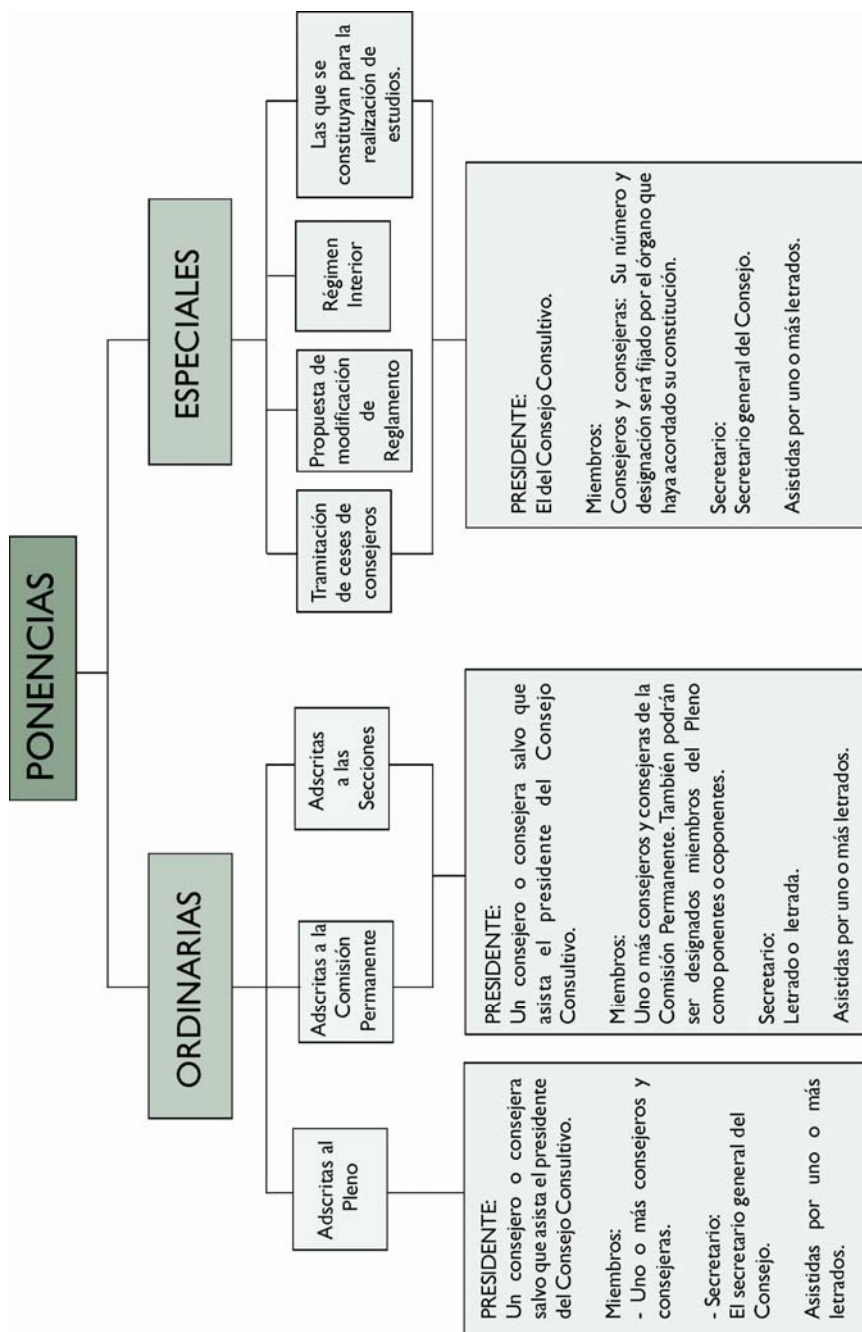 PONENCIAS
ORDINARIAS
ESPECIALES
Adscritas al
Pleno
Adscritas a la
Comisión
Permanente
Adscritas
a las
Secciones
Tramitación
de ceses de
consejeros
Propuesta de
modificación
de
Reglamento
Régimen
Interior
Las que se
constituyan para la
realización de
estudios.
PRESIDENTE:
Un consejero o consejera
salvo que asista el presidente
del Consejo Consultivo.
Miembros:
- Uno o más consejeros y
consejeras.
- Secretario:
El secretario general del
Consejo.
Asistidas por uno o más
letrados.
PRESIDENTE:
Un consejero o consejera salvo que
asista el presidente del Consejo
Consultivo.
Miembros:
Uno o más consejeros y consejeras de la
Comisión Permanente. También podrán
ser designados miembros del Pleno
como ponentes o coponentes.
Secretario:
Letrado o letrada.
Asistidas por uno o más letrados.
PRESIDENTE:
El del Consejo Consultivo.
Miembros:
Consejeros y consejeras: Su número y
designación será fijado por el órgano que
haya acordado su constitución.
Secretario:
Secretario general del Consejo.
Asistidas por uno o más letrados.